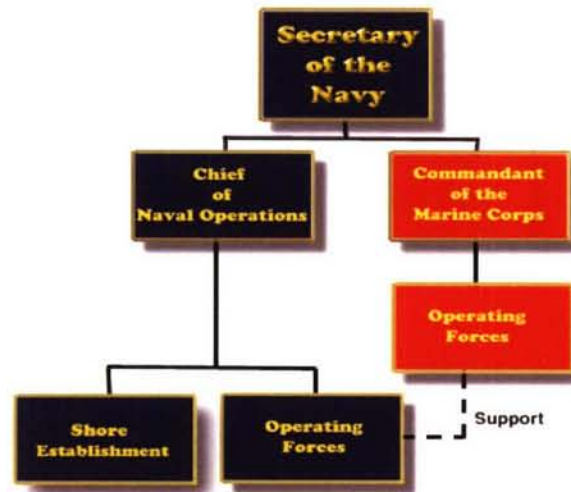 Secretary
of the
Navy
Chief
of
Naval Operations
Commandant
of the
Marine Corps
Operating
Forces
Shore
Establishment
Operating
Forces
Support